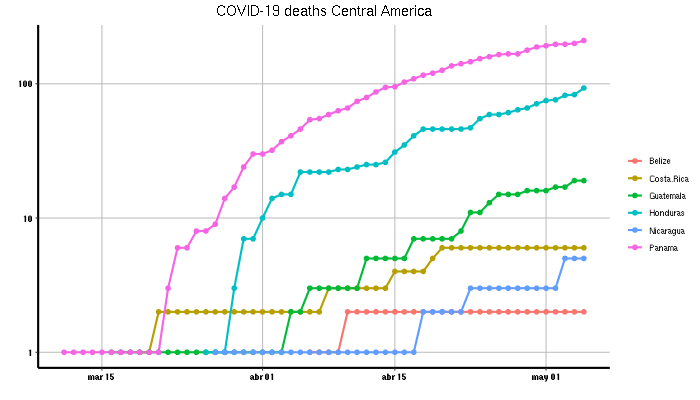 COVID-19 deaths Central America
100
10
1
mar 15
abr 01
abr 15
may 01
Belize
Costa.Rica
Guatemala
Honduras
Nicaragua
Panama